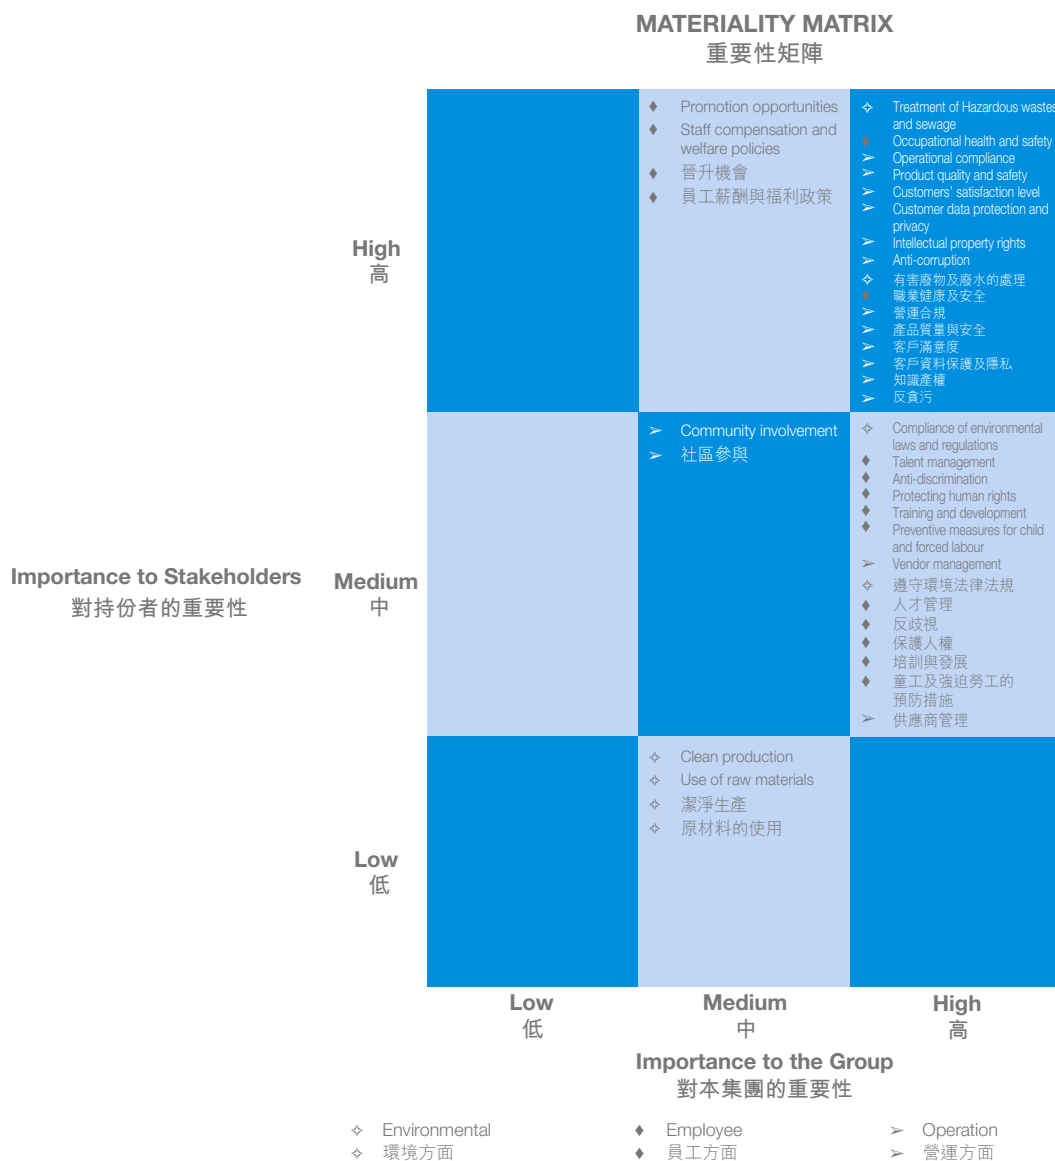 MATERIALITY MATRIX
重要性矩陣
High
高
♦ Promotion opportunities
♦ Staff compensation and
welfare policies
♦ 晉升機會
♦ 員工薪酬與福利政策
✧ Treatment of Hazardous wastes
and sewage
♦ Occupational health and safety
➢ Operational compliance
➢ Product quality and safety
➢ Customers' satisfaction level
➢ Customer data protection and
privacy
➢ Intellectual property rights
➢ Anti-corruption
✧ 有害廢物及廢水的處理
♦ 職業健康及安全
➢ 營運合規
➢ 產品質量與安全
➢ 客戶滿意度
➢ 客戶資料保護及隱私
➢ 知識產權
➢ 反貪污
Importance to Stakeholders
對持份者的重要性
Medium
中
➢ Community involvement
➢ 社區參與
✧ Compliance of environmental
laws and regulations
♦ Talent management
♦ Anti-discrimination
♦ Protecting human rights
♦ Training and development
♦ Preventive measures for child
and forced labour
➢ Vendor management
✧ 遵守環境法律法規
♦ 人才管理
♦ 反歧視
♦ 保護人權
♦ 培訓與發展
♦ 童工及強迫勞工的
預防措施
➢ 供應商管理
Low
低
✧ Clean production
✧ Use of raw materials
✧ 潔淨生產
✧ 原材料的使用
Low
低
Medium
中
High
高
Importance to the Group
對本集團的重要性
✧ Environmental
✧ 環境方面
♦ Employee
♦ 員工方面
➢ Operation
➢ 營運方面